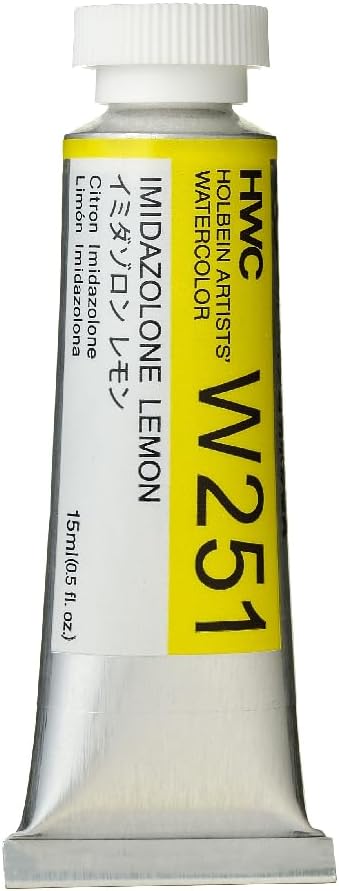 HWC
HOLBEIN ARTISTS'
WATERCOLOR
W251
IMIDAZOLONE LEMON
イミダゾロン レモン
Citron Imidazolone
Limón Imidazolona
15ml(0.5 fl. oz.)